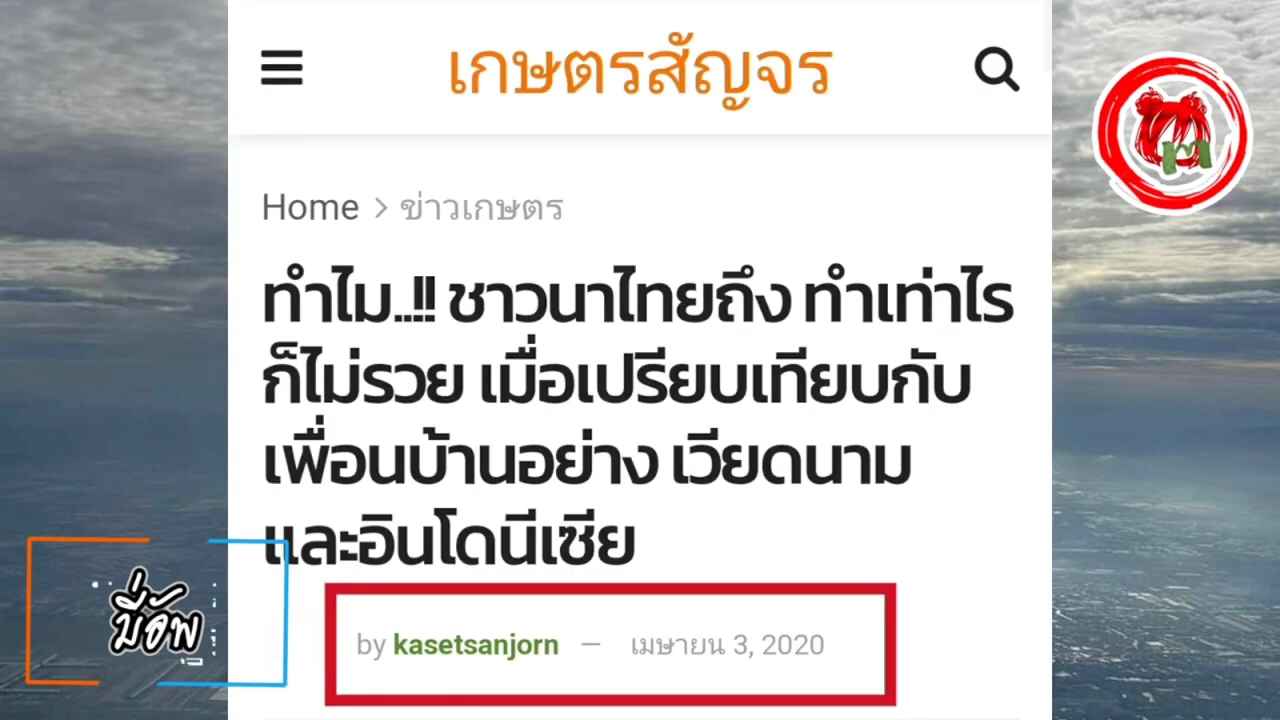 เกษตรสัญจร
Home > ข่าวเกษตร
ทำไม..!! ชาวนาไทยถึง ทำเท่าไร
ก็ไม่รวย เมื่อเปรียบเทียบกับ
เพื่อนบ้านอย่าง เวียดนาม
และอินโดนีเซีย
by kasetsanjorn — เมษายน 3, 2020